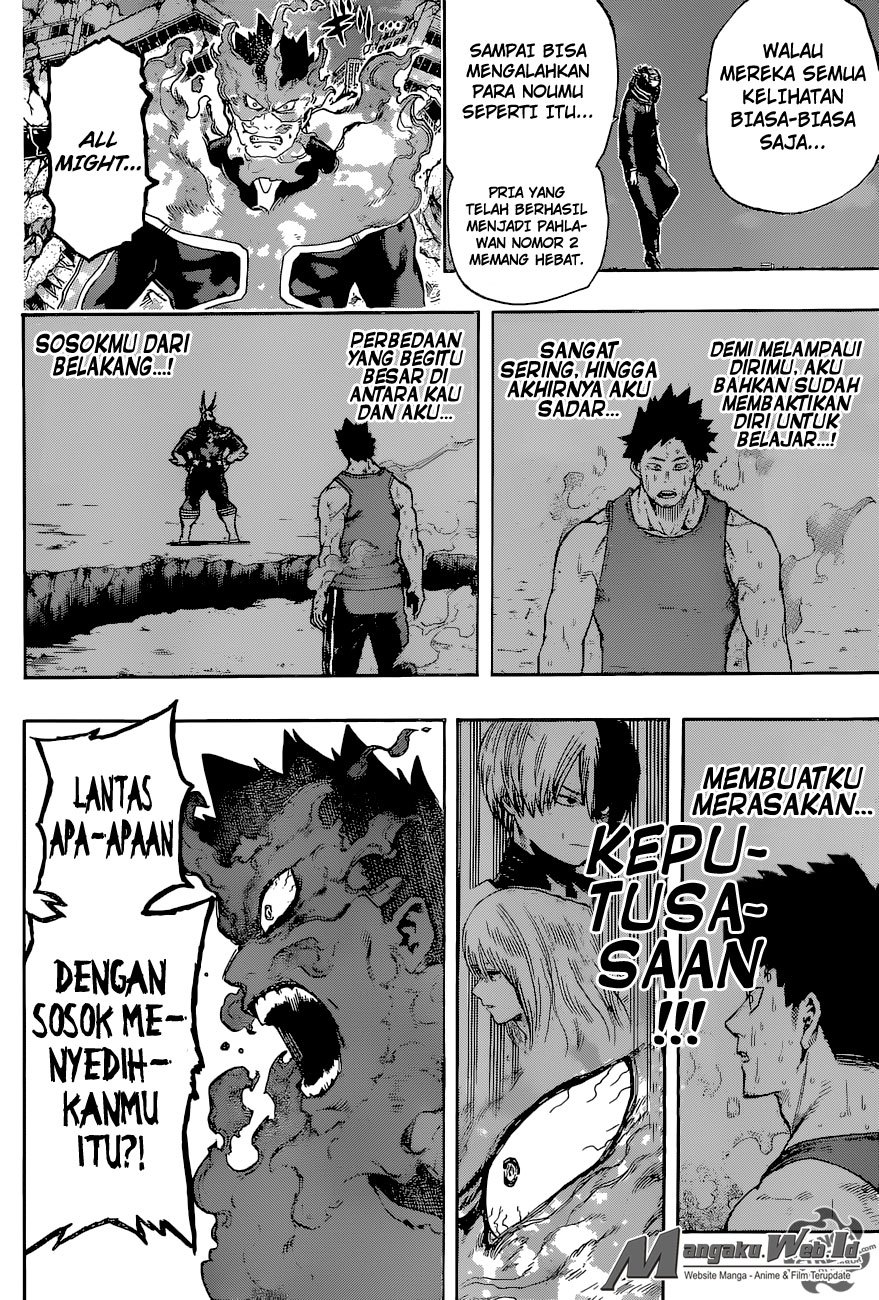 WALAU
MEREKA SEMUA
KELIHATAN
BIASA-BIASA
SAJA...
SAMPAI BISA
MENGALAHKAN
PARA NOUMU
SEPERTI ITU...
PRIA YANG
TELAH BERHASIL
MENJADI PAHLA-
WAN NOMOR 2
MEMANG HEBAT.
ALL
MIGHT...
DEMI MELAMPAUI
DIRIMU, AKU
BAHKAN SUDAH
MEMBAKTIKAN
DIRI UNTUK
BELAJAR...!
SANGAT
SERING, HINGGA
AKHIRNYA AKU
SADAR...
PERBEDAAN
YANG BEGITU
BESAR DI
ANTARA KAU
DAN AKU...
SOSOKMU DARI
BELAKANG...!
MEMBUATKU
MERASAKAN...
KEPU-
TUSA-
SAAN
!!!
LANTAS
APA-APAAN
DENGAN
SOSOK ME-
NYEDIH-
KANMU
ITU?!
Mangaku.Web.Id
Website Manga - Anime & Film Terupdate